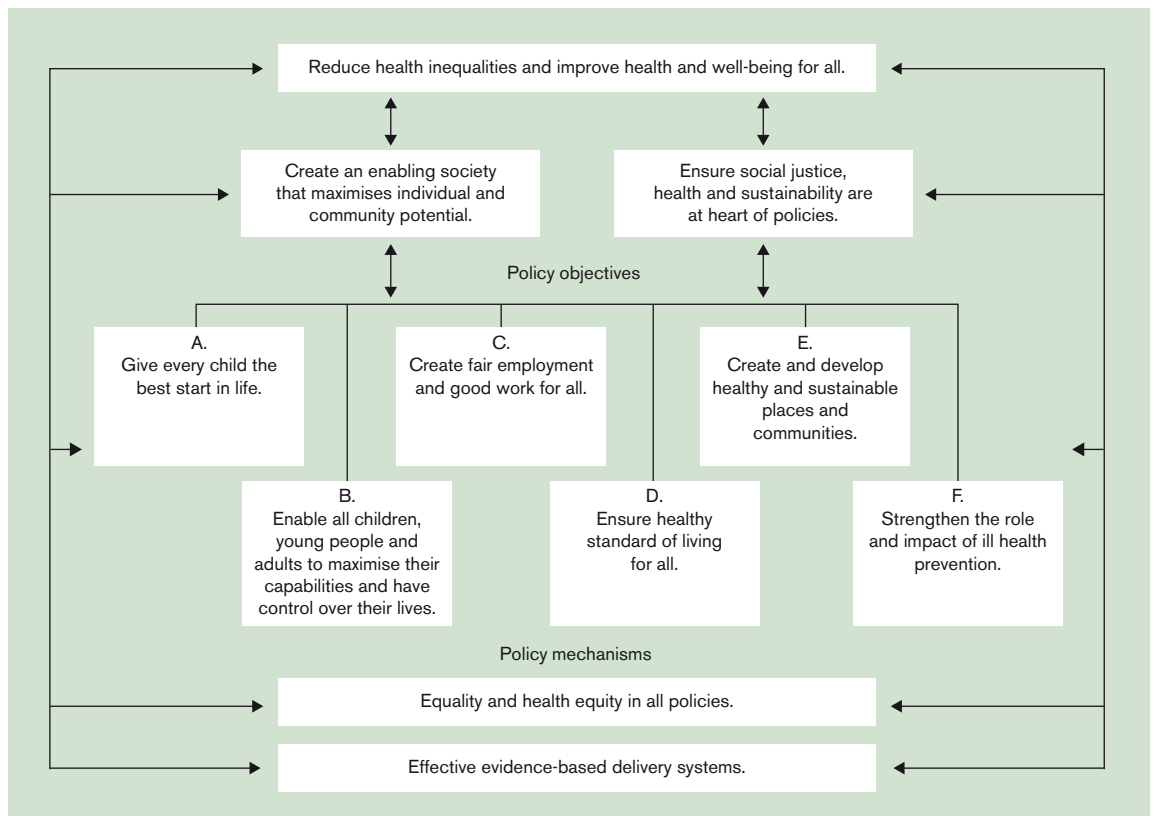 Reduce health inequalities and improve health and well-being for all.
Create an enabling society
that maximises individual and
community potential.
Ensure social justice,
health and sustainability are
at heart of policies.
Policy objectives
A.
Give every child the
best start in life.
B.
Enable all children,
young people and
adults to maximise their
capabilities and have
control over their lives.
C.
Create fair employment
and good work for all.
D.
Ensure healthy
standard of living
for all.
E.
Create and develop
healthy and sustainable
places and
communities.
F.
Strengthen the role
and impact of ill health
prevention.
Policy mechanisms
Equality and health equity in all policies.
Effective evidence-based delivery systems.